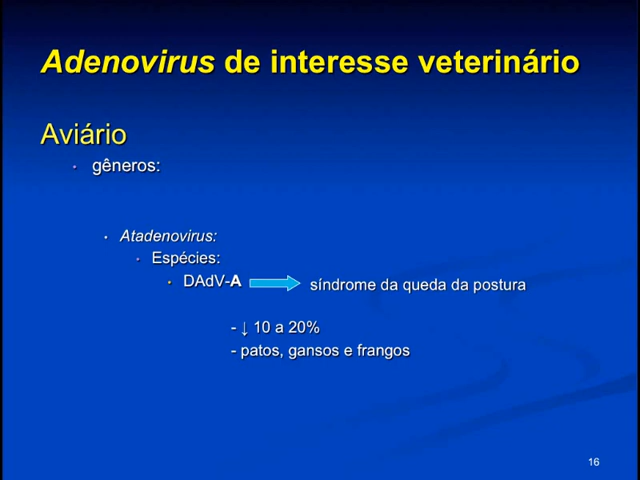 Adenovirus de interesse veterinário
Aviário
• gêneros:
• Atadenovirus:
• Espécies:
• DAdV-A síndrome da queda da postura
- ↓ 10 a 20%
- patos, gansos e frangos
16